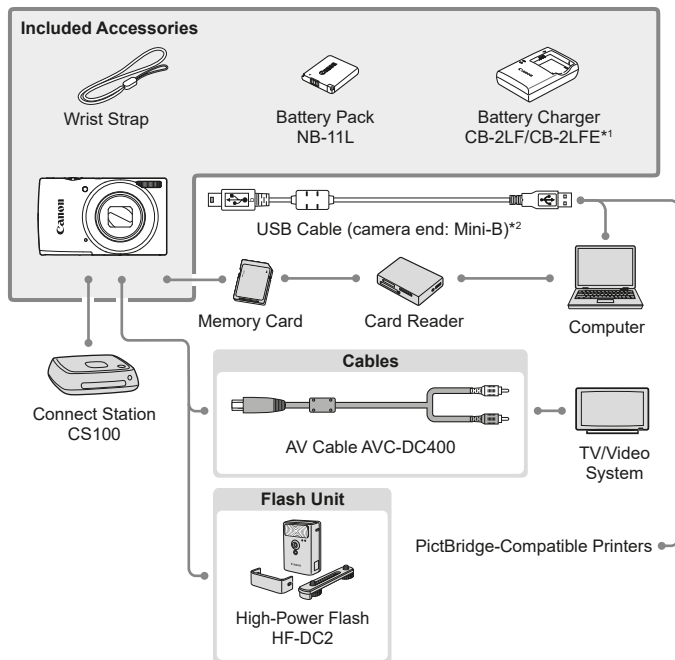 Included Accessories
Wrist Strap
Battery Pack
NB-11L
Battery Charger
CB-2LF/CB-2LFE*1
Canon
USB Cable (camera end: Mini-B)*2
Memory Card
Card Reader
Computer
Connect Station
CS100
Cables
AV Cable AVC-DC400
TV/Video
System
Flash Unit
PictBridge-Compatible Printers
High-Power Flash
HF-DC2